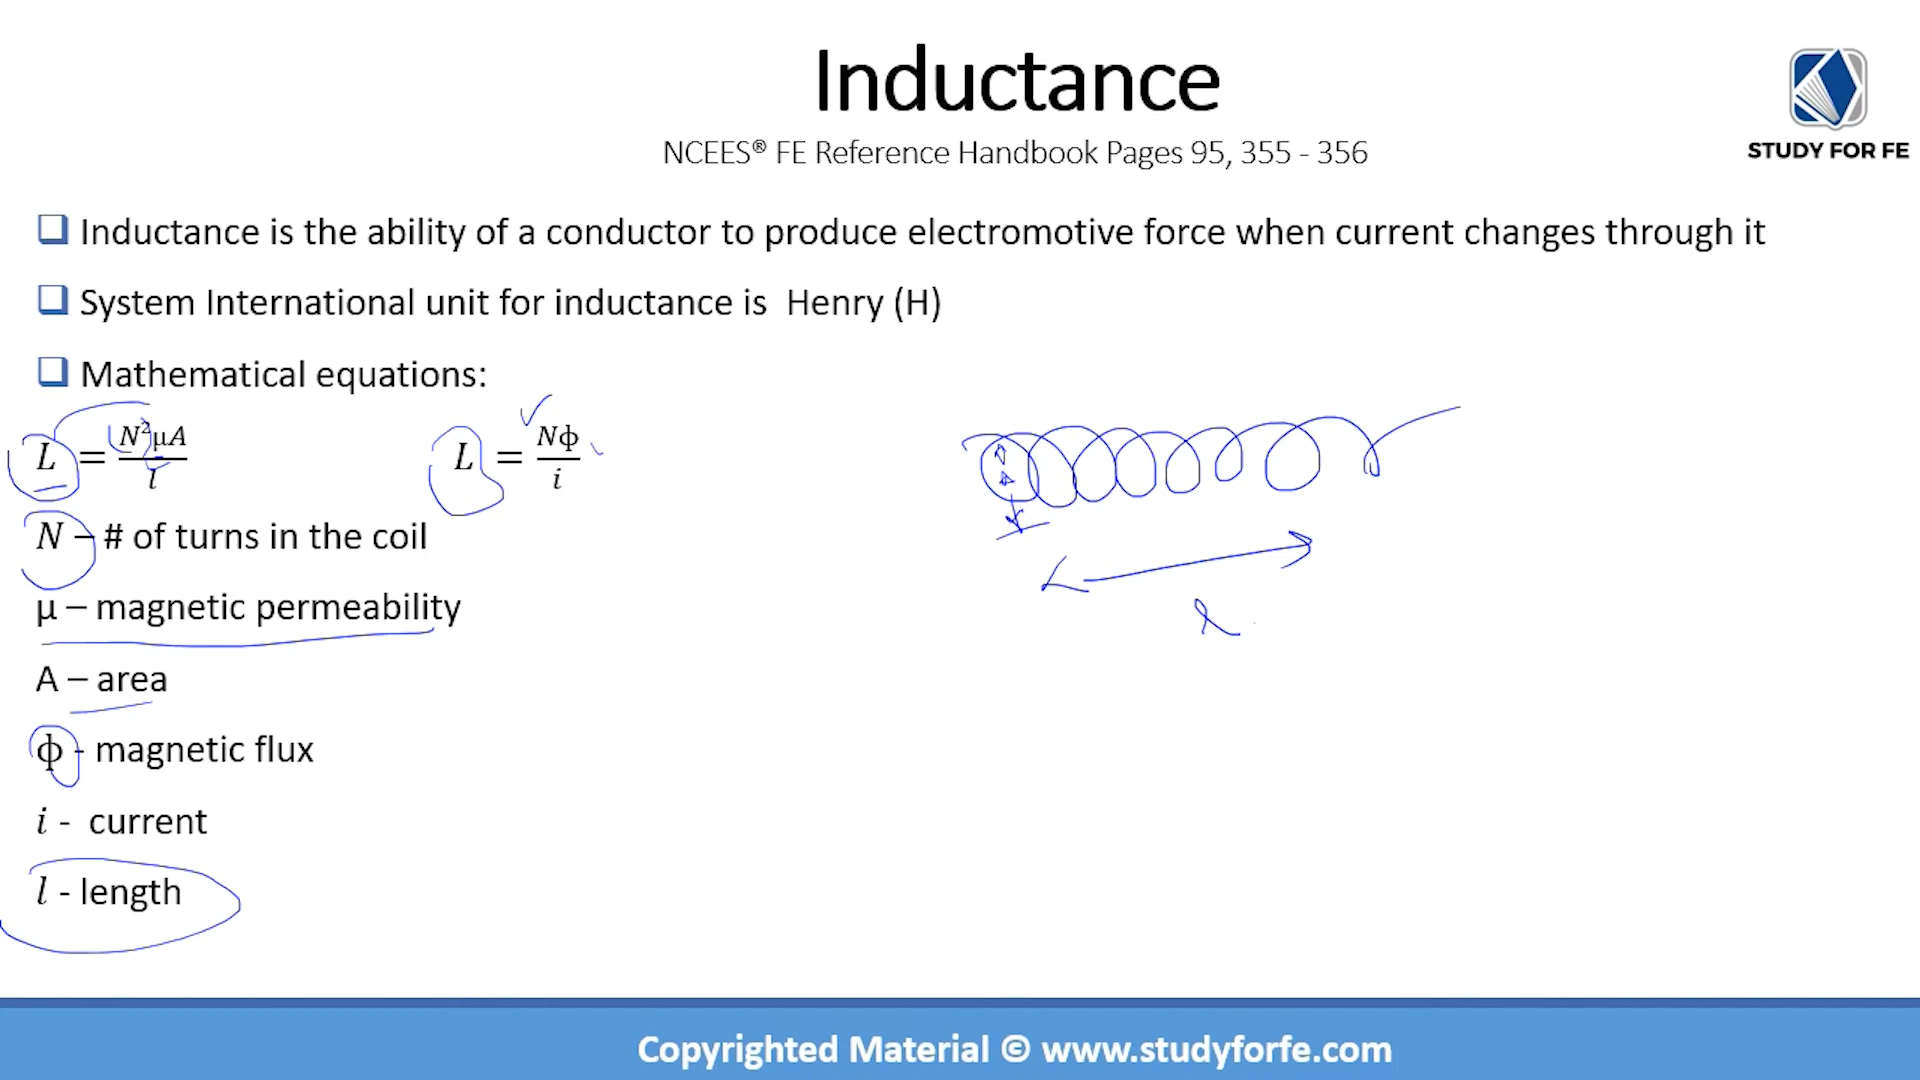 Inductance
NCEES® FE Reference Handbook Pages 95, 355 - 356
STUDY FOR FE
❑ Inductance is the ability of a conductor to produce electromotive force when current changes through it
❑ System International unit for inductance is Henry (H)
❑ Mathematical equations:
L = N²μA / l    L = Nϕ / i
N – # of turns in the coil
μ – magnetic permeability
A – area
ϕ - magnetic flux
i - current
l - length
l
Copyrighted Material © www.studyforfe.com